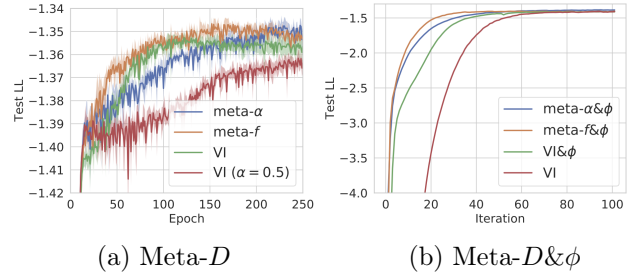 −1.34
−1.35
−1.36
−1.37
−1.38
−1.39
−1.40
−1.41
−1.42
Test LL
meta-α
meta-f
VI
VI (α = 0.5)
0 50 100 150 200 250
Epoch
(a) Meta-D
−1.5
−2.0
−2.5
−3.0
−3.5
−4.0
Test LL
meta-α&ϕ
meta-f&ϕ
VI&ϕ
VI
0 20 40 60 80 100
Iteration
(b) Meta-D&ϕ